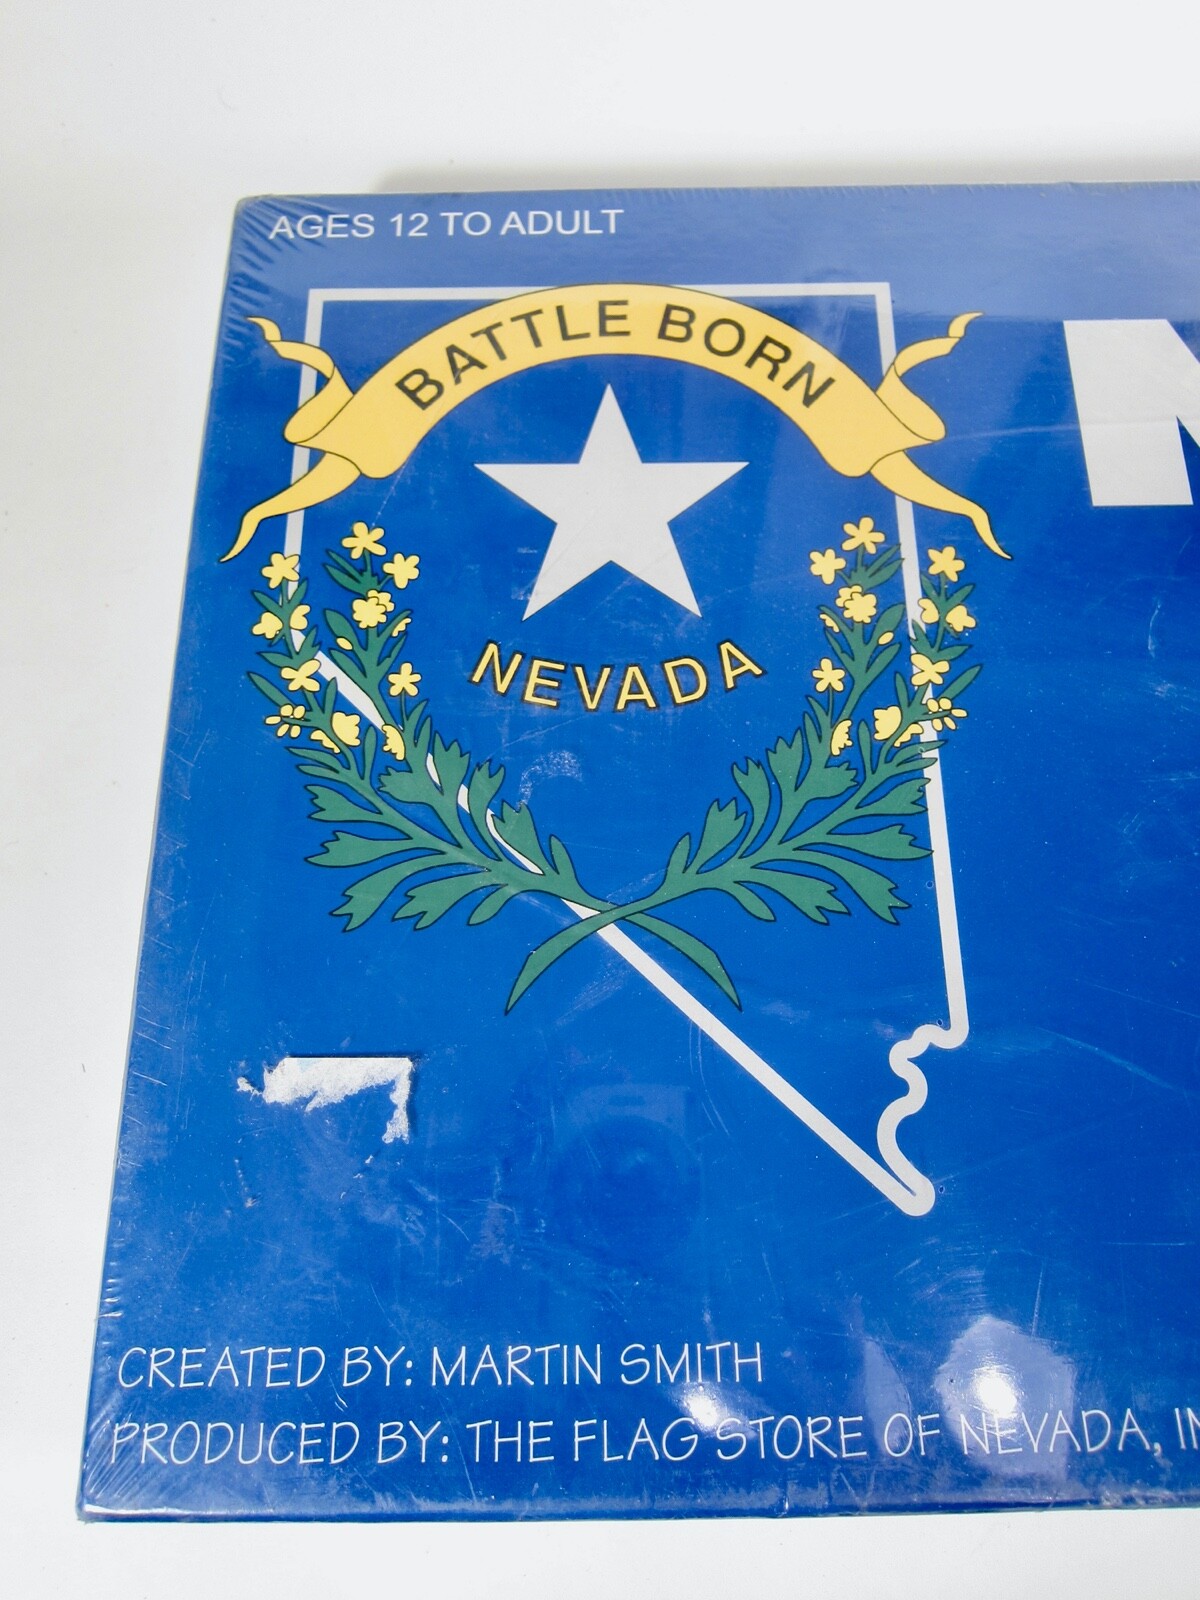 AGES 12 TO ADULT
BATTLE BORN
NEVADA
CREATED BY: MARTIN SMITH
PRODUCED BY: THE FLAG STORE OF NEVADA,